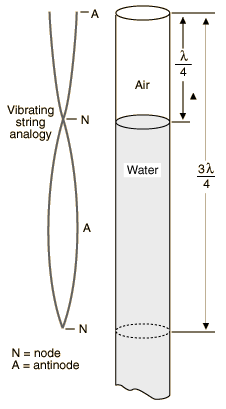 A
λ
4
Air
Vibrating
string
analogy
N
Water
3λ
4
A
N
N = node
A = antinode